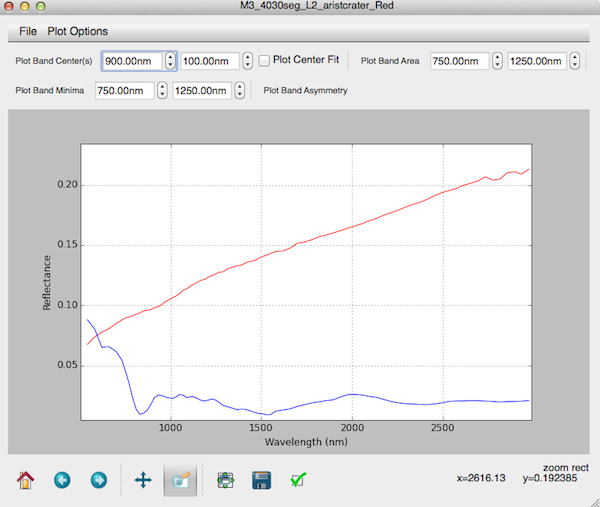 M3_4030seg_L2_aristcrater_Red
File Plot Options
Plot Band Center(s) 900.00nm 100.00nm Plot Center Fit Plot Band Area 750.00nm 1250.00nm
Plot Band Minima 750.00nm 1250.00nm Plot Band Asymmetry
0.20
0.15
0.10
0.05
Reflectance
1000 1500 2000 2500
Wavelength (nm)
zoom rect
x=2616.13 y=0.192385